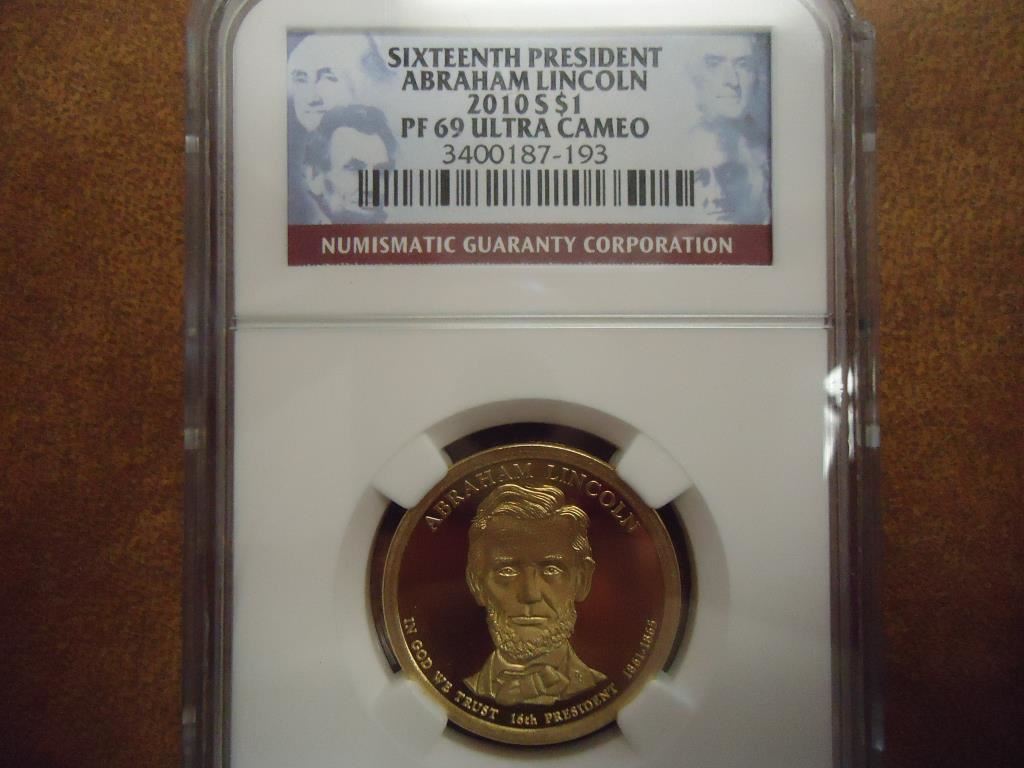 SIXTEENTH PRESIDENT
ABRAHAM LINCOLN
2010 S $1
PF 69 ULTRA CAMEO
3400187-193
NUMISMATIC GUARANTY CORPORATION
ABRAHAM LINCOLN
IN GOD WE TRUST 16th PRESIDENT 1861-1865